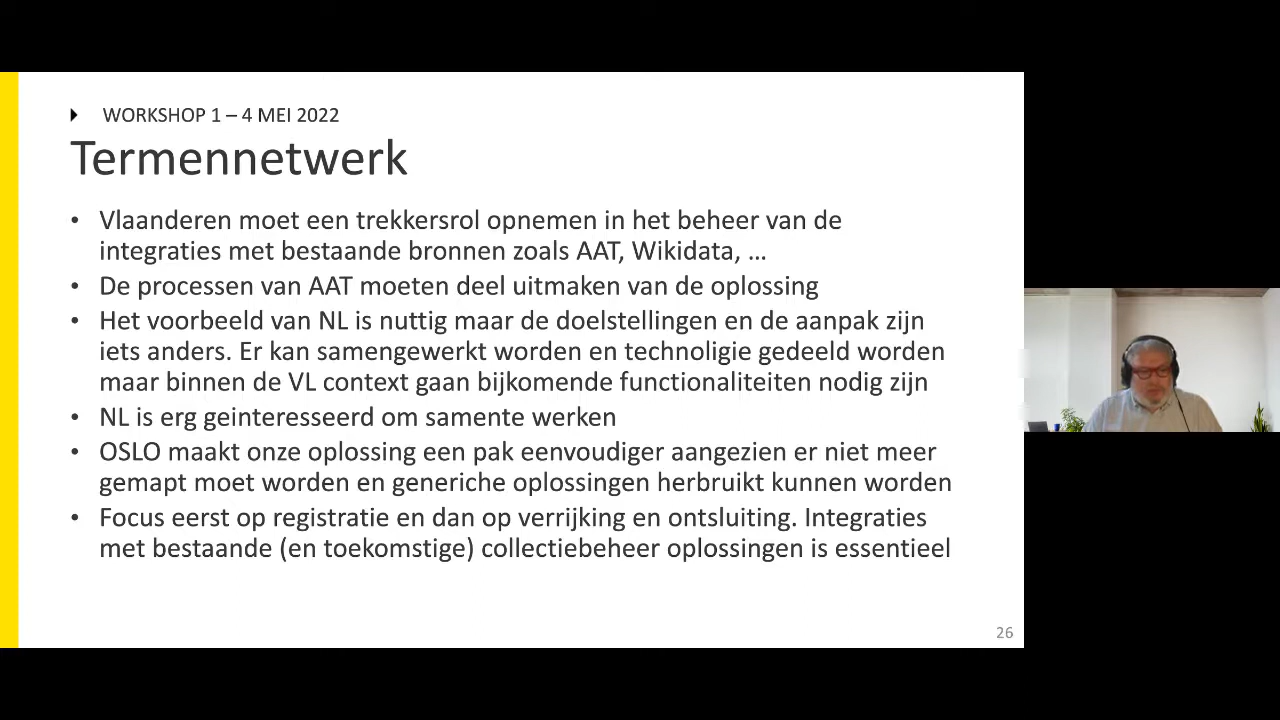 WORKSHOP 1 – 4 MEI 2022
Termennetwerk
• Vlaanderen moet een trekkersrol opnemen in het beheer van de
integraties met bestaande bronnen zoals AAT, Wikidata, …
• De processen van AAT moeten deel uitmaken van de oplossing
• Het voorbeeld van NL is nuttig maar de doelstellingen en de aanpak zijn
iets anders. Er kan samengewerkt worden en technoligie gedeeld worden
maar binnen de VL context gaan bijkomende functionaliteiten nodig zijn
• NL is erg geinteresseerd om samente werken
• OSLO maakt onze oplossing een pak eenvoudiger aangezien er niet meer
gemapt moet worden en generiche oplossingen herbruikt kunnen worden
• Focus eerst op registratie en dan op verrijking en ontsluiting. Integraties
met bestaande (en toekomstige) collectiebeheer oplossingen is essentieel
26